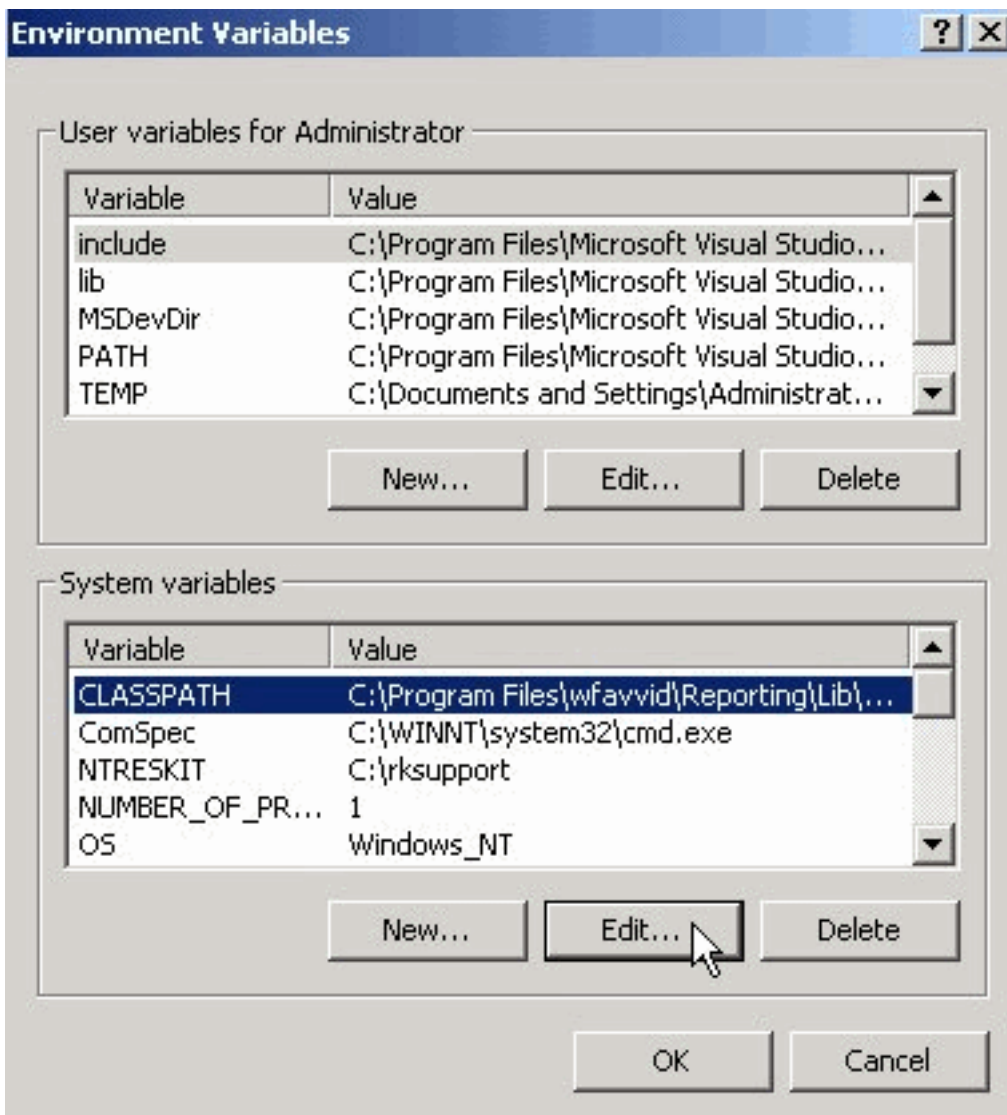 Environment Variables
User variables for Administrator
Variable Value
include C:\Program Files\Microsoft Visual Studio...
lib C:\Program Files\Microsoft Visual Studio...
MSDevDir C:\Program Files\Microsoft Visual Studio...
PATH C:\Program Files\Microsoft Visual Studio...
TEMP C:\Documents and Settings\Administrat...
New... Edit... Delete
System variables
Variable Value
CLASSPATH C:\Program Files\wfavvid\Reporting\Lib\...
ComSpec C:\WINNT\system32\cmd.exe
NTRESKIT C:\rksupport
NUMBER_OF_PR... 1
OS Windows_NT
New... Edit... Delete
OK Cancel